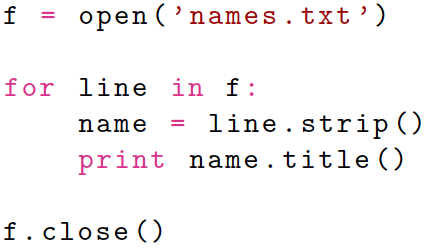 f = open('names.txt')
for line in f:
    name = line.strip()
    print name.title()
f.close()